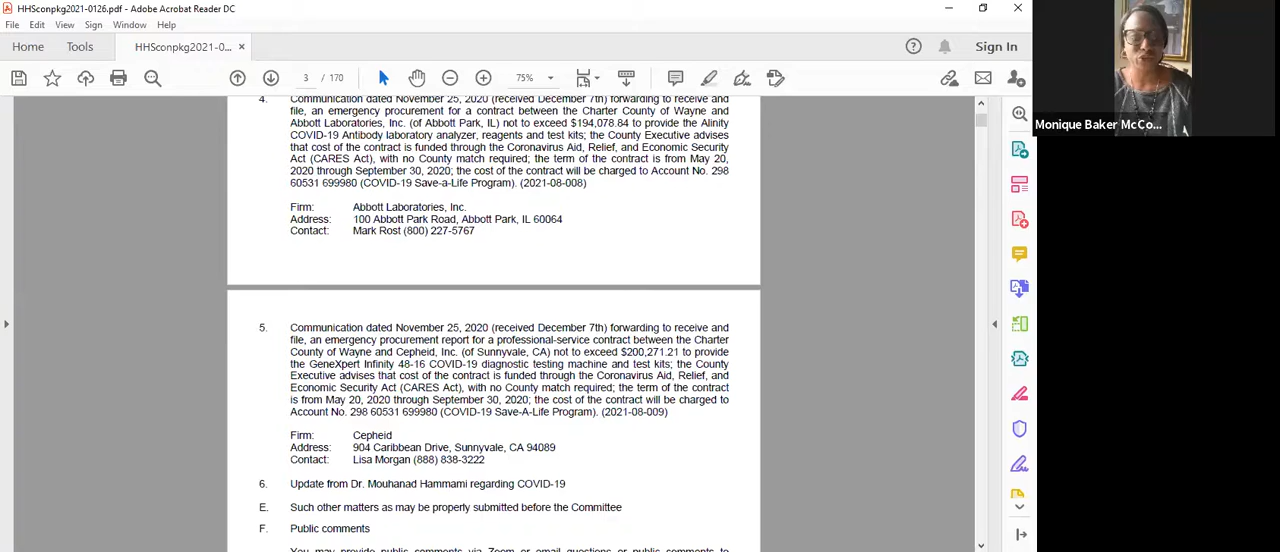 HHSconpkg2021-0126.pdf - Adobe Acrobat Reader DC
File Edit View Sign Window Help
Home Tools HHSconpkg2021-0... × Sign In
3 / 170 75%
4. Communication dated November 25, 2020 (received December 7th) forwarding to receive and
file, an emergency procurement for a contract between the Charter County of Wayne and
Abbott Laboratories, Inc. (of Abbott Park, IL) not to exceed $194,078.84 to provide the Alinity
COVID-19 Antibody laboratory analyzer, reagents and test kits; the County Executive advises
that cost of the contract is funded through the Coronavirus Aid, Relief, and Economic Security
Act (CARES Act), with no County match required; the term of the contract is from May 20,
2020 through September 30, 2020; the cost of the contract will be charged to Account No. 298
60531 699980 (COVID-19 Save-a-Life Program). (2021-08-008)
Firm: Abbott Laboratories, Inc.
Address: 100 Abbott Park Road, Abbott Park, IL 60064
Contact: Mark Rost (800) 227-5767
5. Communication dated November 25, 2020 (received December 7th) forwarding to receive and
file, an emergency procurement report for a professional-service contract between the Charter
County of Wayne and Cepheid, Inc. (of Sunnyvale, CA) not to exceed $200,271.21 to provide
the GeneXpert Infinity 48-16 COVID-19 diagnostic testing machine and test kits; the County
Executive advises that cost of the contract is funded through the Coronavirus Aid, Relief, and
Economic Security Act (CARES Act), with no County match required; the term of the contract
is from May 20, 2020 through September 30, 2020; the cost of the contract will be charged to
Account No. 298 60531 699980 (COVID-19 Save-A-Life Program). (2021-08-009)
Firm: Cepheid
Address: 904 Caribbean Drive, Sunnyvale, CA 94089
Contact: Lisa Morgan (888) 838-3222
6. Update from Dr. Mouhanad Hammami regarding COVID-19
E. Such other matters as may be properly submitted before the Committee
F. Public comments
You may provide public comments via Zoom or email questions or public comments to
Monique Baker McCo...